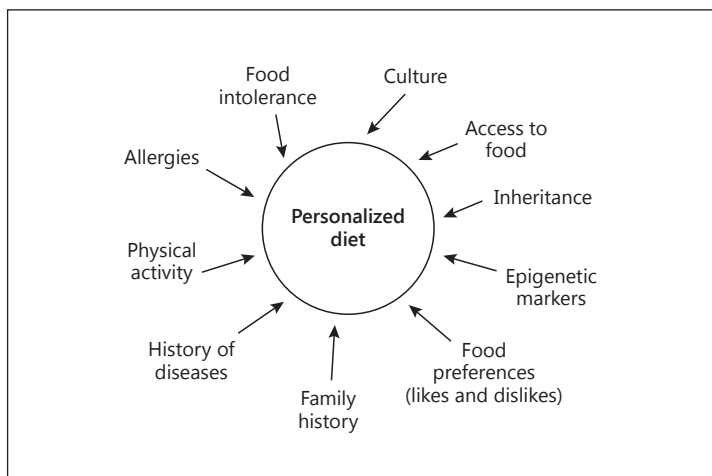 Food
intolerance
Culture
Access to
food
Inheritance
Epigenetic
markers
Food
preferences
(likes and dislikes)
Family
history
History of
diseases
Physical
activity
Allergies
Personalized
diet